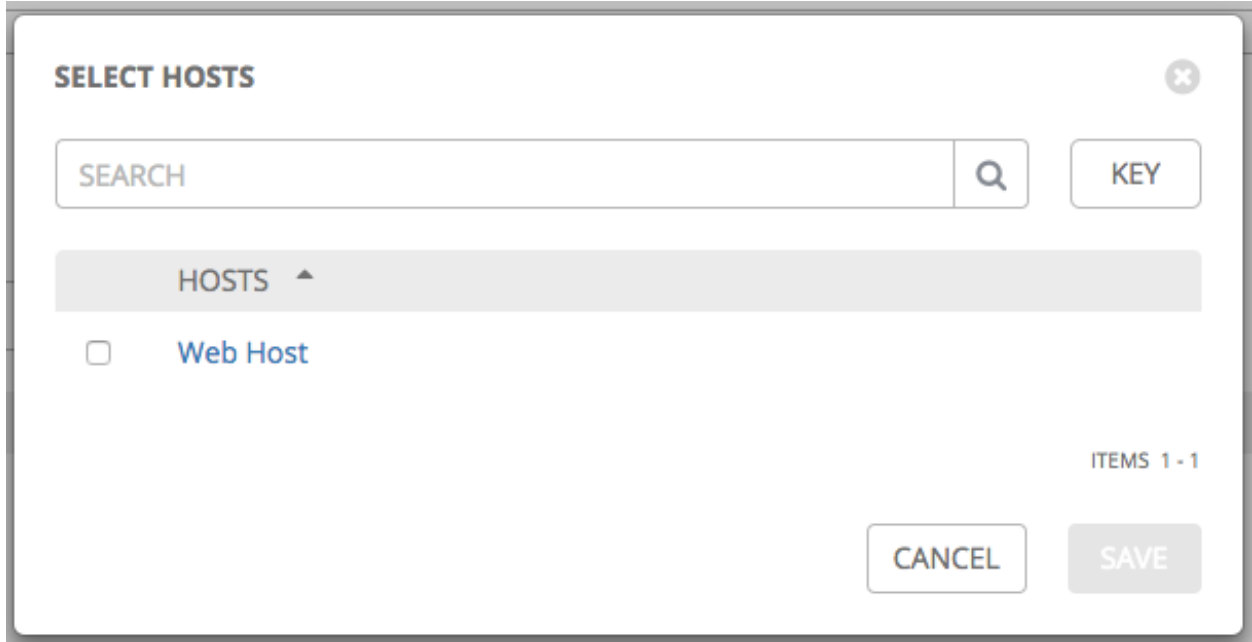 SELECT HOSTS
SEARCH
KEY
HOSTS
Web Host
ITEMS 1 - 1
CANCEL
SAVE